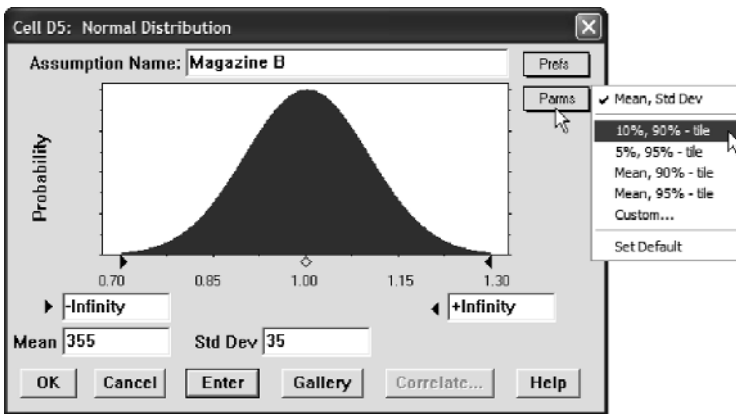 Cell D5: Normal Distribution
Assumption Name: Magazine B
Prefs
Parms
✓ Mean, Std Dev
10%, 90% - tile
5%, 95% - tile
Mean, 90% - tile
Mean, 95% - tile
Custom...
Set Default
Probability
0.70 0.85 1.00 1.15 1.30
-Infinity +Infinity
Mean 355 Std Dev 35
OK Cancel Enter Gallery Correlate... Help